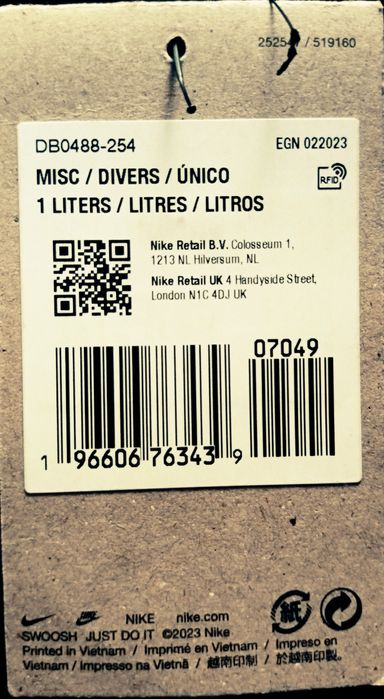 / 519160
DB0488-254
EGN 022023
MISC / DIVERS / ÚNICO
RFID
1 LITERS / LITRES / LITROS
Nike Retail B.V. Colosseum 1,
1213 NL Hilversum, NL
Nike Retail UK 4 Handyside Street,
London N1C 4DJ UK
07049
1 96606 76343 9
紙
NIKE nike.com
SWOOSH JUST DO IT ©2023 Nike
Printed in Vietnam / Imprimé en Vietnam / Impreso en
Vietnam / Impresso na Vietnã / 越南印制 / 於越南印製.